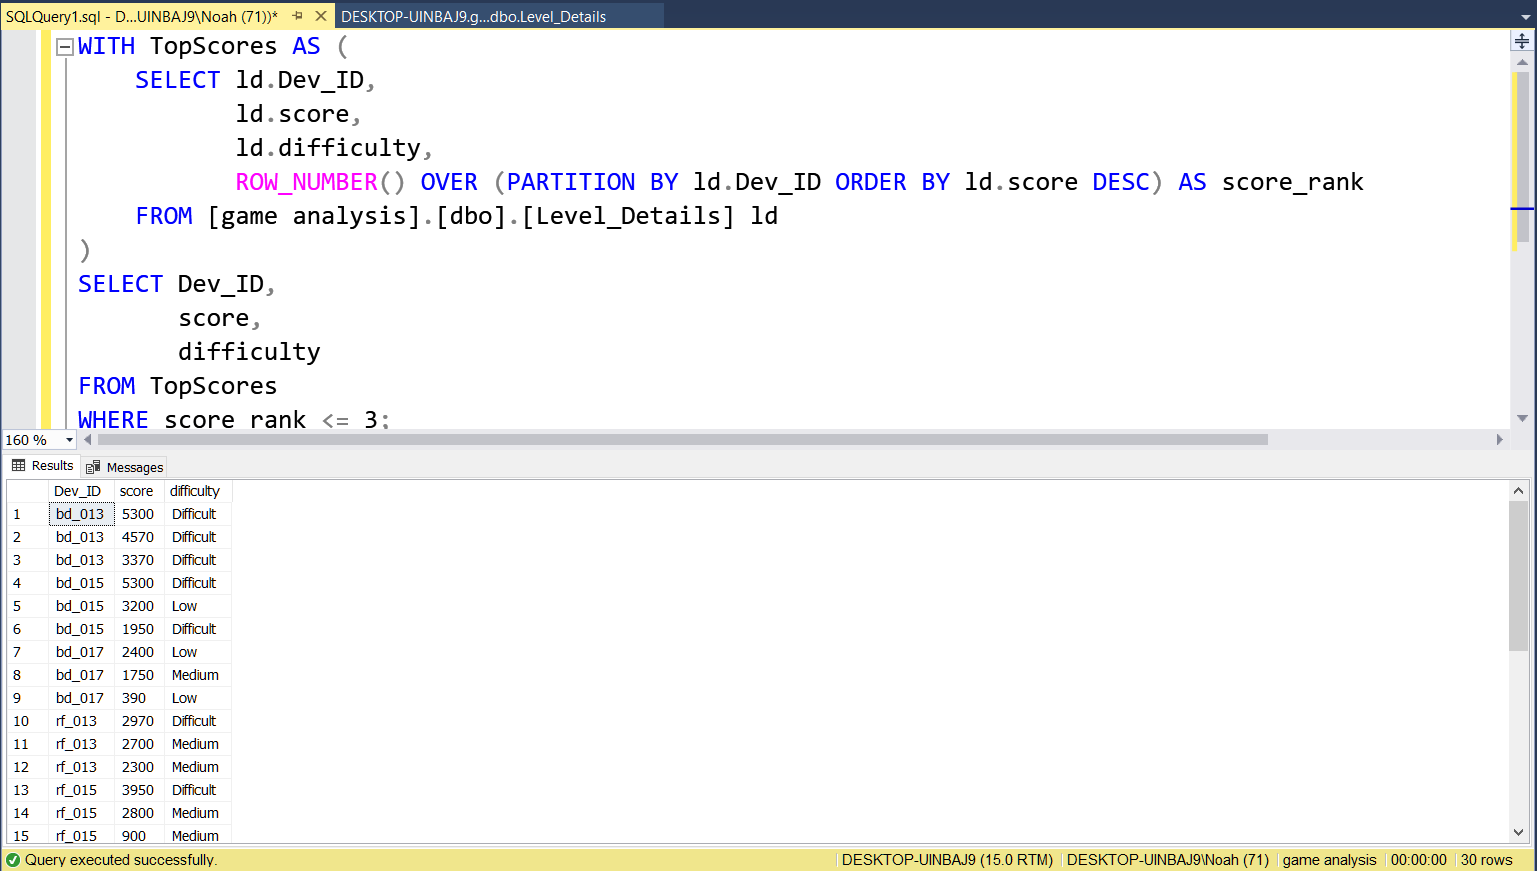 SQLQuery1.sql - D...UINBAJ9\Noah (71))* DESKTOP-UINBAJ9.g...dbo.Level_Details
WITH TopScores AS (
    SELECT ld.Dev_ID,
           ld.score,
           ld.difficulty,
           ROW_NUMBER() OVER (PARTITION BY ld.Dev_ID ORDER BY ld.score DESC) AS score_rank
    FROM [game analysis].[dbo].[Level_Details] ld
)
SELECT Dev_ID,
       score,
       difficulty
FROM TopScores
WHERE score_rank <= 3;
160 %
Results Messages
Dev_ID score difficulty
1 bd_013 5300 Difficult
2 bd_013 4570 Difficult
3 bd_013 3370 Difficult
4 bd_015 5300 Difficult
5 bd_015 3200 Low
6 bd_015 1950 Difficult
7 bd_017 2400 Low
8 bd_017 1750 Medium
9 bd_017 390 Low
10 rf_013 2970 Difficult
11 rf_013 2700 Medium
12 rf_013 2300 Medium
13 rf_015 3950 Difficult
14 rf_015 2800 Medium
15 rf_015 900 Medium
Query executed successfully. DESKTOP-UINBAJ9 (15.0 RTM) DESKTOP-UINBAJ9\Noah (71) game analysis 00:00:00 30 rows